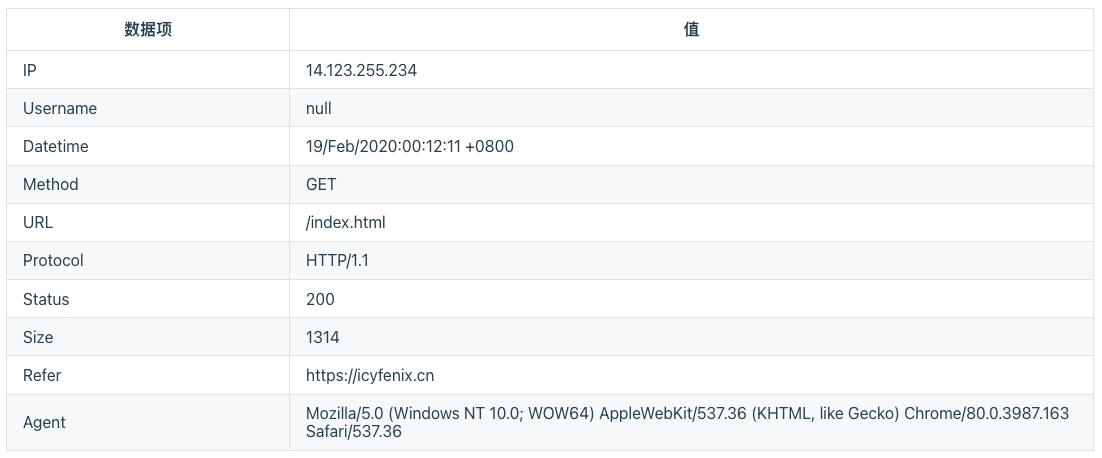 数据项 值
IP 14.123.255.234
Username null
Datetime 19/Feb/2020:00:12:11 +0800
Method GET
URL /index.html
Protocol HTTP/1.1
Status 200
Size 1314
Refer https://icyfenix.cn
Agent Mozilla/5.0 (Windows NT 10.0; WOW64) AppleWebKit/537.36 (KHTML, like Gecko) Chrome/80.0.3987.163
Safari/537.36